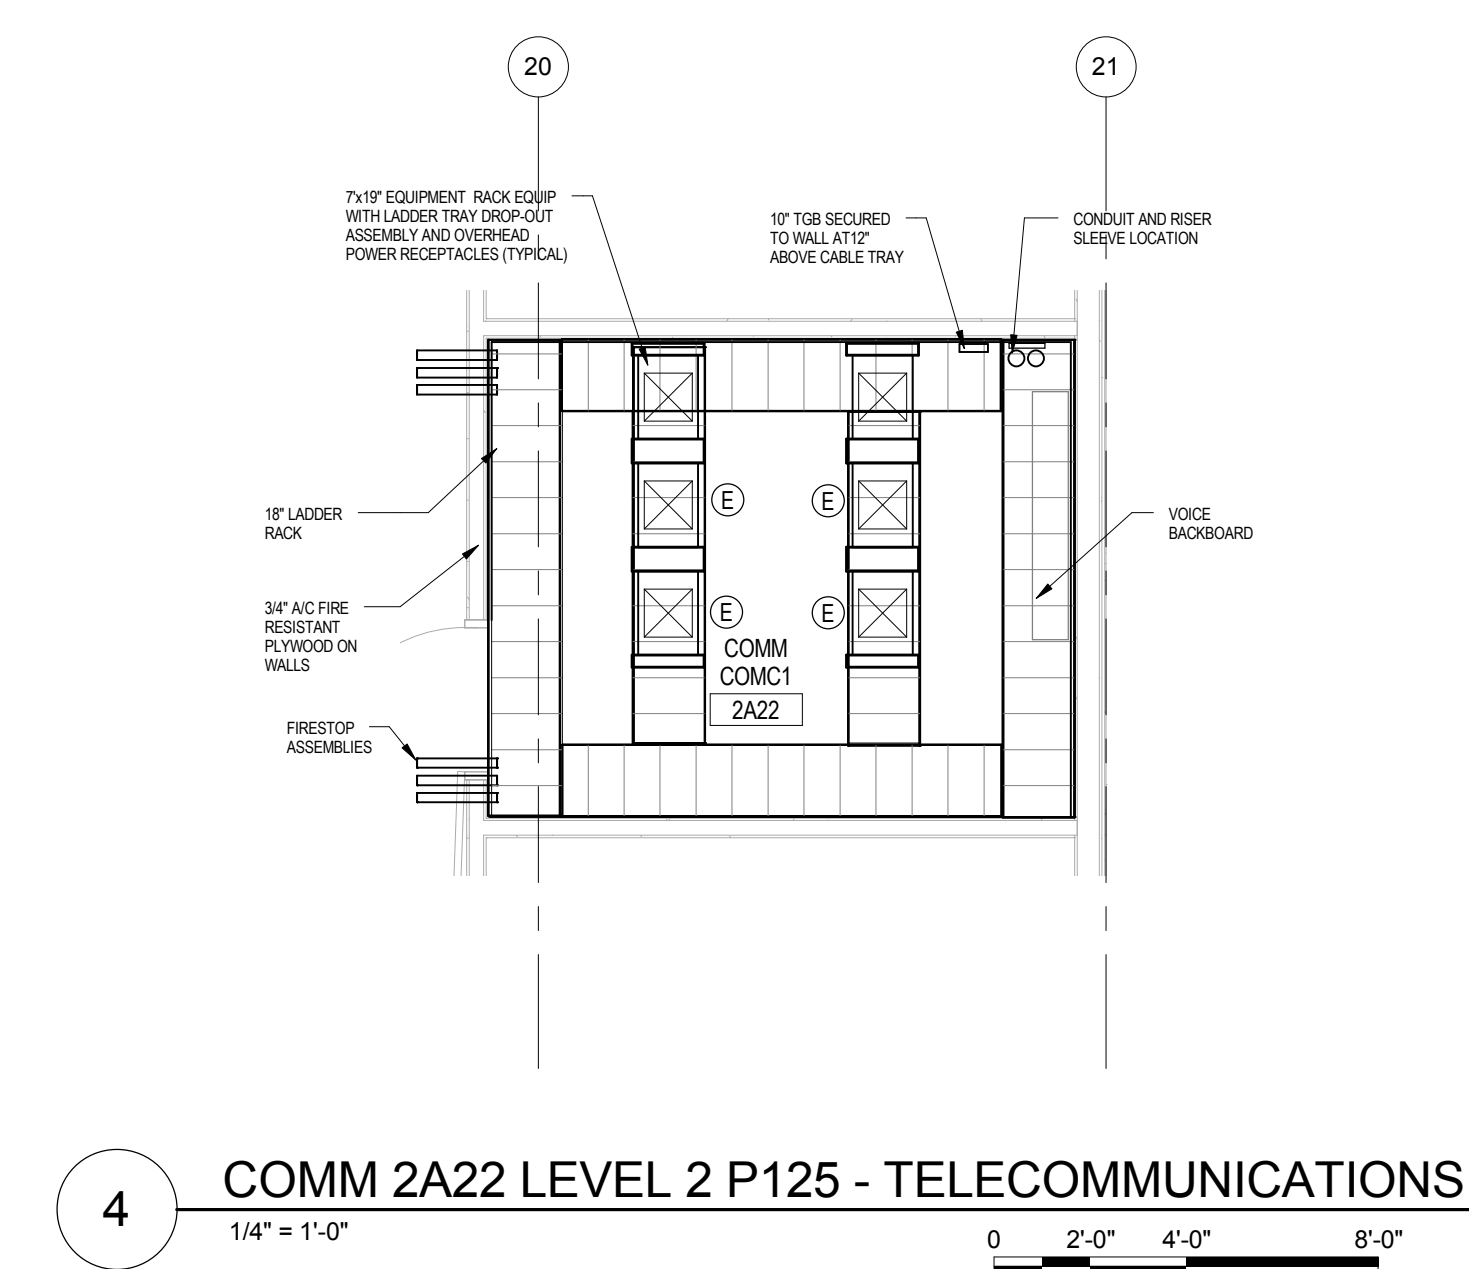 20
21
7'x19" EQUIPMENT RACK EQUIP
WITH LADDER TRAY DROP-OUT
ASSEMBLY AND OVERHEAD
POWER RECEPTACLES (TYPICAL)
10" TGB SECURED
TO WALL AT12"
ABOVE CABLE TRAY
CONDUIT AND RISER
SLEEVE LOCATION
18" LADDER
RACK
E
E
VOICE
BACKBOARD
3/4" A/C FIRE
RESISTANT
PLYWOOD ON
WALLS
E
E
COMM
COMC1
2A22
FIRESTOP
ASSEMBLIES
4
COMM 2A22 LEVEL 2 P125 - TELECOMMUNICATIONS
1/4" = 1'-0"
0 2'-0" 4'-0" 8'-0"